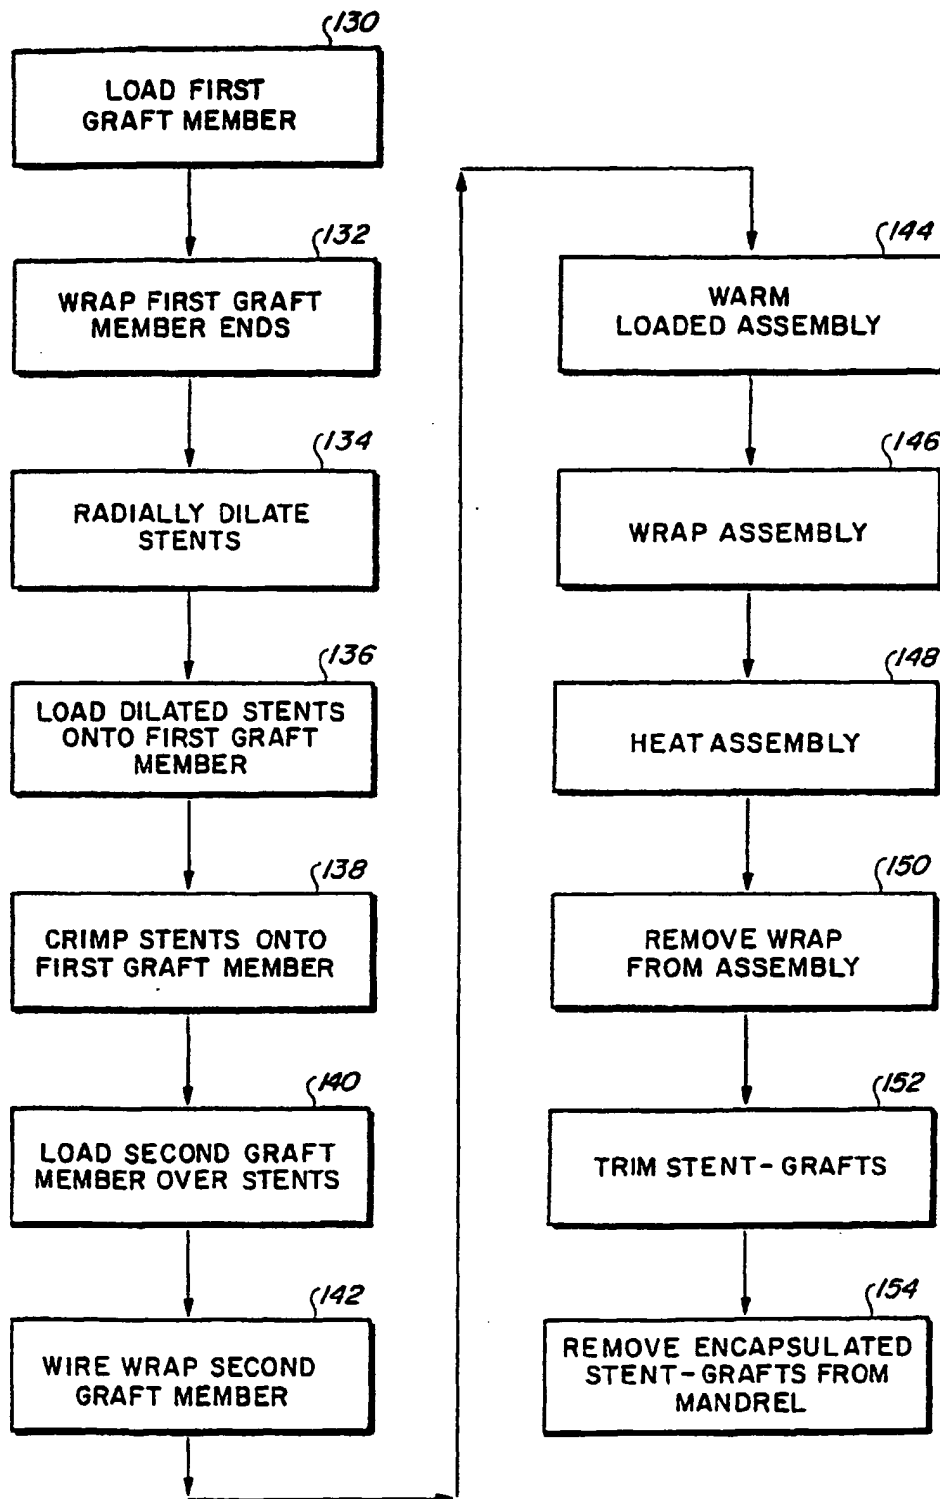 130
LOAD FIRST
GRAFT MEMBER
132
WRAP FIRST GRAFT
MEMBER ENDS
134
RADIALLY DILATE
STENTS
136
LOAD DILATED STENTS
ONTO FIRST GRAFT
MEMBER
138
CRIMP STENTS ONTO
FIRST GRAFT MEMBER
140
LOAD SECOND GRAFT
MEMBER OVER STENTS
142
WIRE WRAP SECOND
GRAFT MEMBER
144
WARM
LOADED ASSEMBLY
146
WRAP ASSEMBLY
148
HEAT ASSEMBLY
150
REMOVE WRAP
FROM ASSEMBLY
152
TRIM STENT-GRAFTS
154
REMOVE ENCAPSULATED
STENT-GRAFTS FROM
MANDREL